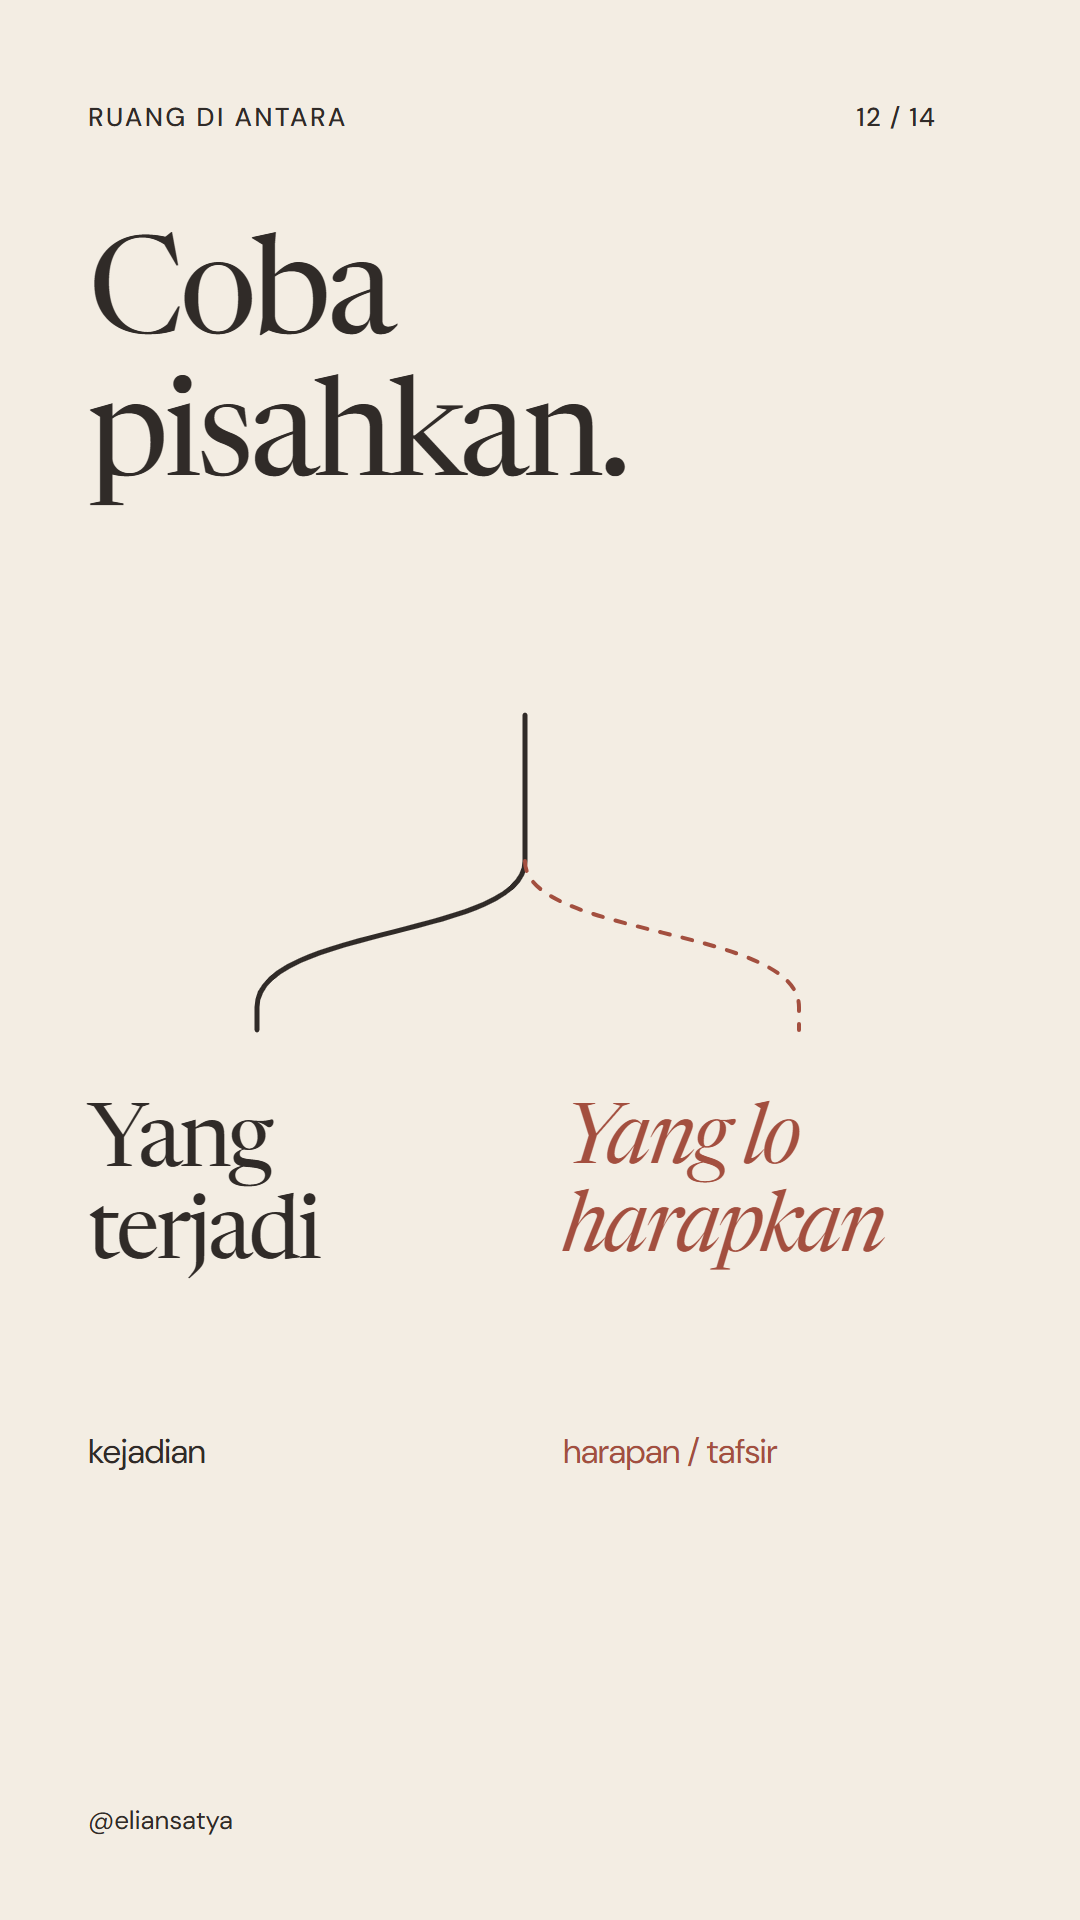 RUANG DI ANTARA
12 / 14
Coba
pisahkan.
Yang
terjadi
Yang lo
harapkan
kejadian
harapan / tafsir
@eliansatya